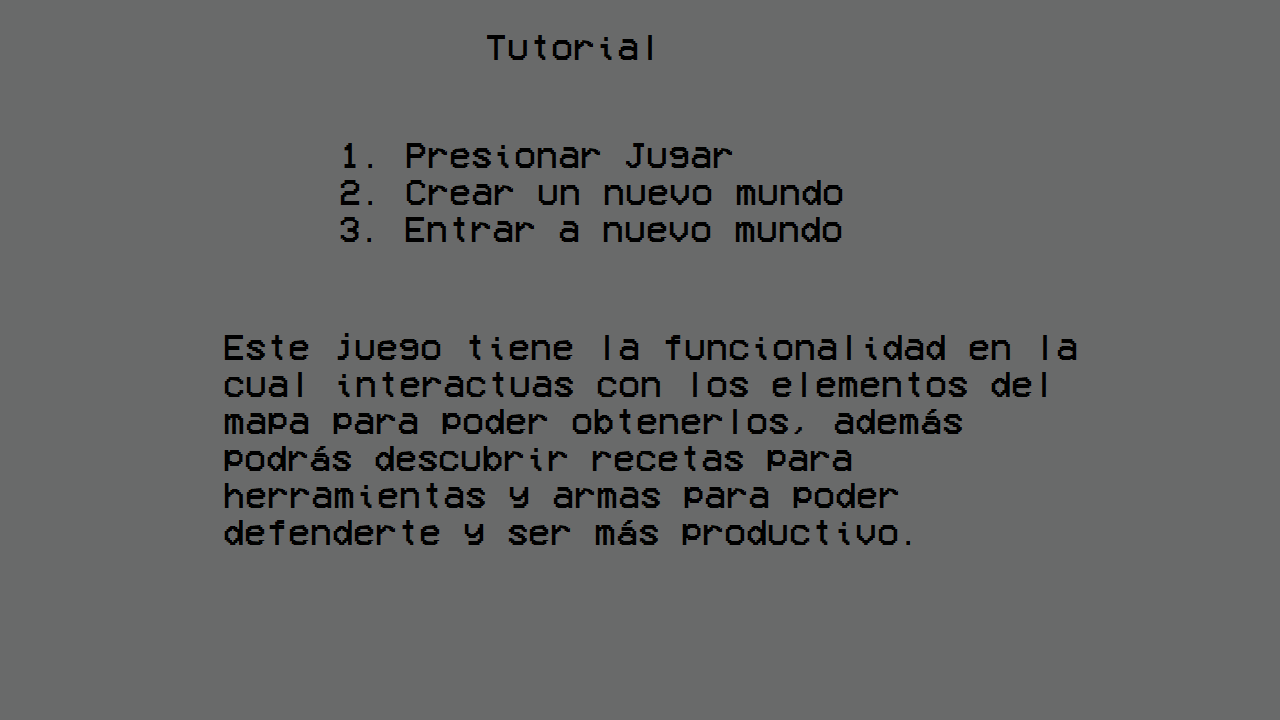 Tutorial
1. Presionar Jugar
2. Crear un nuevo mundo
3. Entrar a nuevo mundo
Este juego tiene la funcionalidad en la
cual interactuas con los elementos del
mapa para poder obtenerlos, además
podrás descubrir recetas para
herramientas y armas para poder
defenderte y ser más productivo.